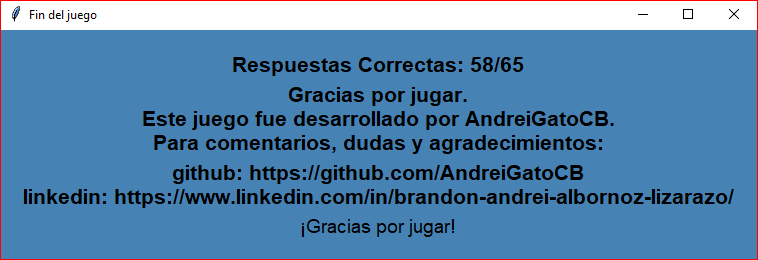 Fin del juego
Respuestas Correctas: 58/65
Gracias por jugar.
Este juego fue desarrollado por AndreiGatoCB.
Para comentarios, dudas y agradecimientos:
github: https://github.com/AndreiGatoCB
linkedin: https://www.linkedin.com/in/brandon-andrei-albornoz-lizarazo/
¡Gracias por jugar!